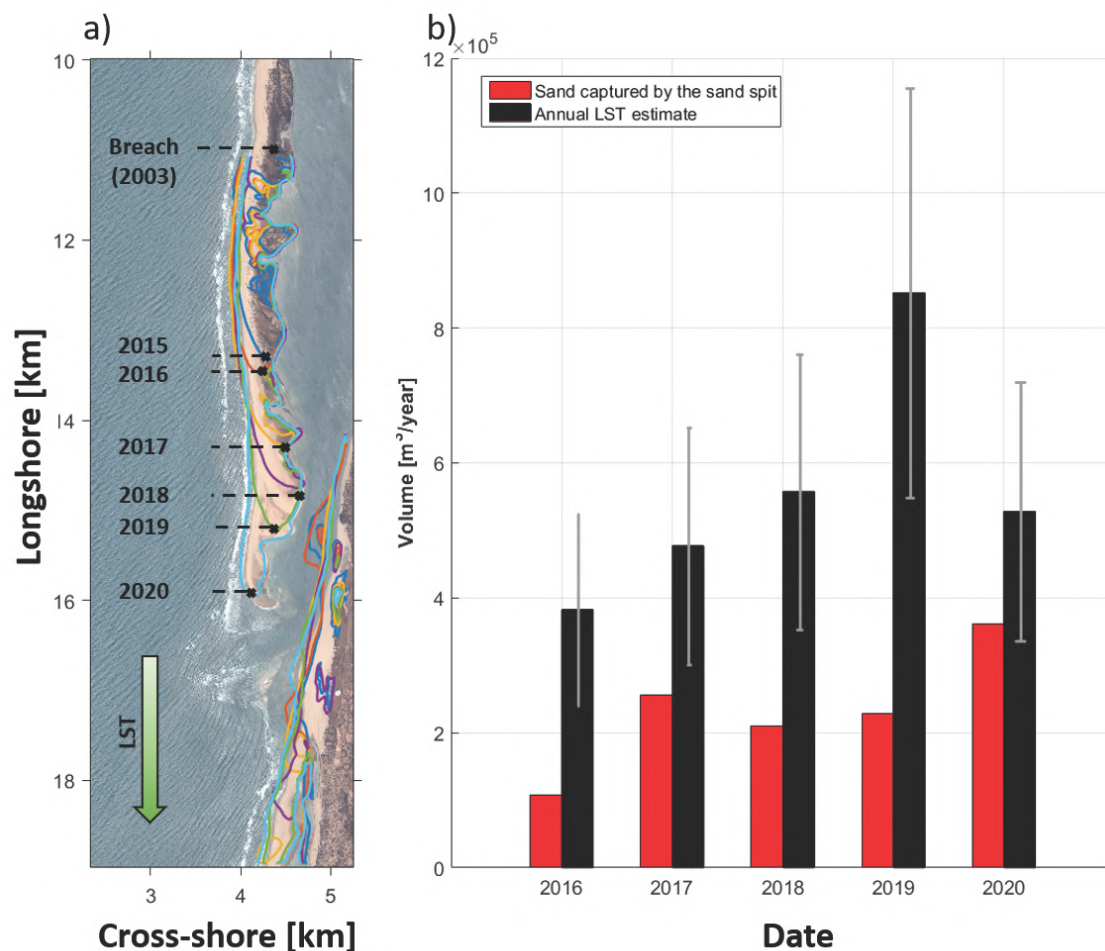 a)
10
12
14
16
18
Breach
(2003)
2015
2016
2017
2018
2019
2020
LST
Longshore [km]
3
4
5
Cross-shore [km]
b)
×10⁵
12
10
8
6
4
2
0
Volume [m³/year]
Sand captured by the sand spit
Annual LST estimate
2016
2017
2018
2019
2020
Date